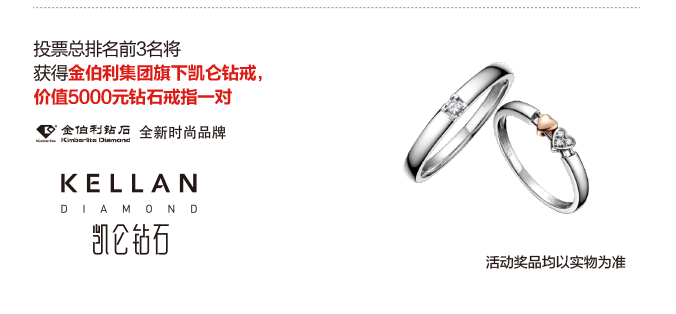 投票总排名前3名将
获得金伯利集团旗下凯仑钻戒，
价值5000元钻石戒指一对
Kimberlite
金伯利钻石
Kimberlite Diamond
全新时尚品牌
KELLAN
DIAMOND
凯仑钻石
活动奖品均以实物为准